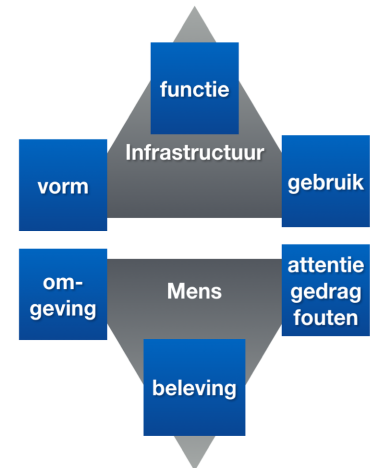 functie
Infrastructuur
vorm
gebruik
om-
geving
Mens
attentie
gedrag
fouten
beleving